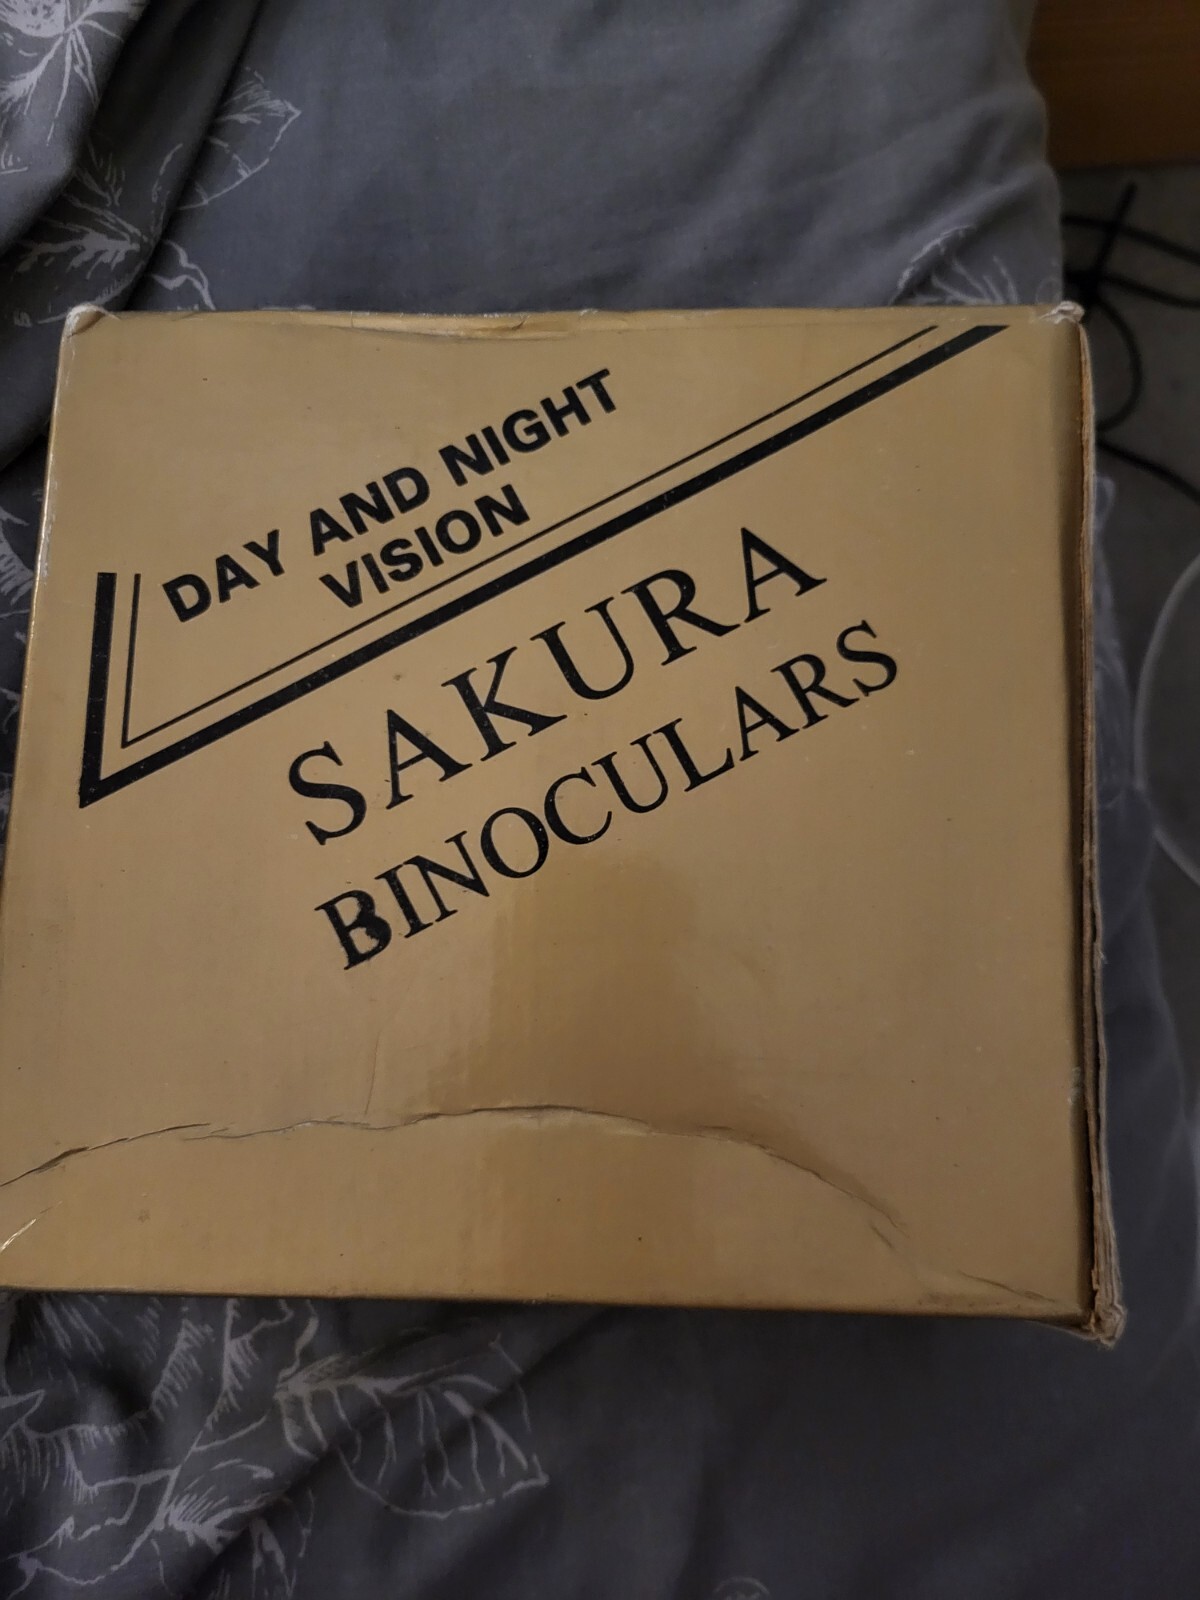 DAY AND NIGHT
VISION
SAKURA
BINOCULARS